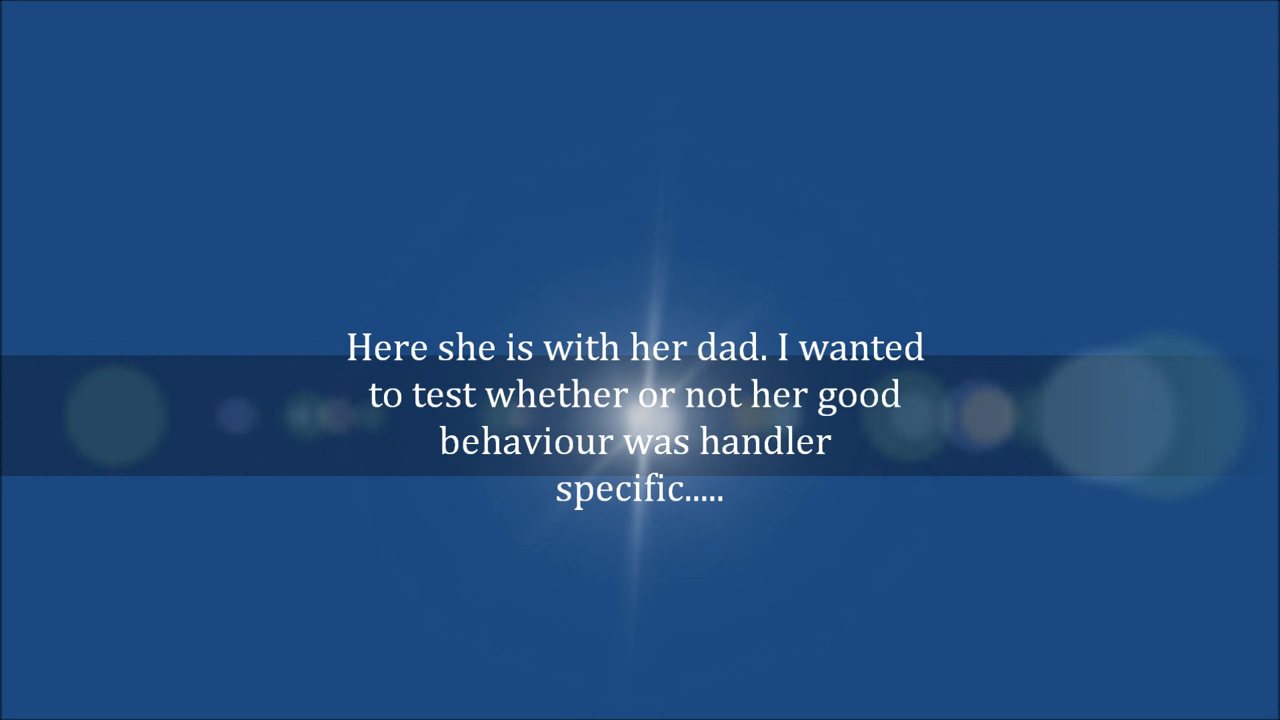 Here she is with her dad. I wanted
to test whether or not her good
behaviour was handler
specific.....